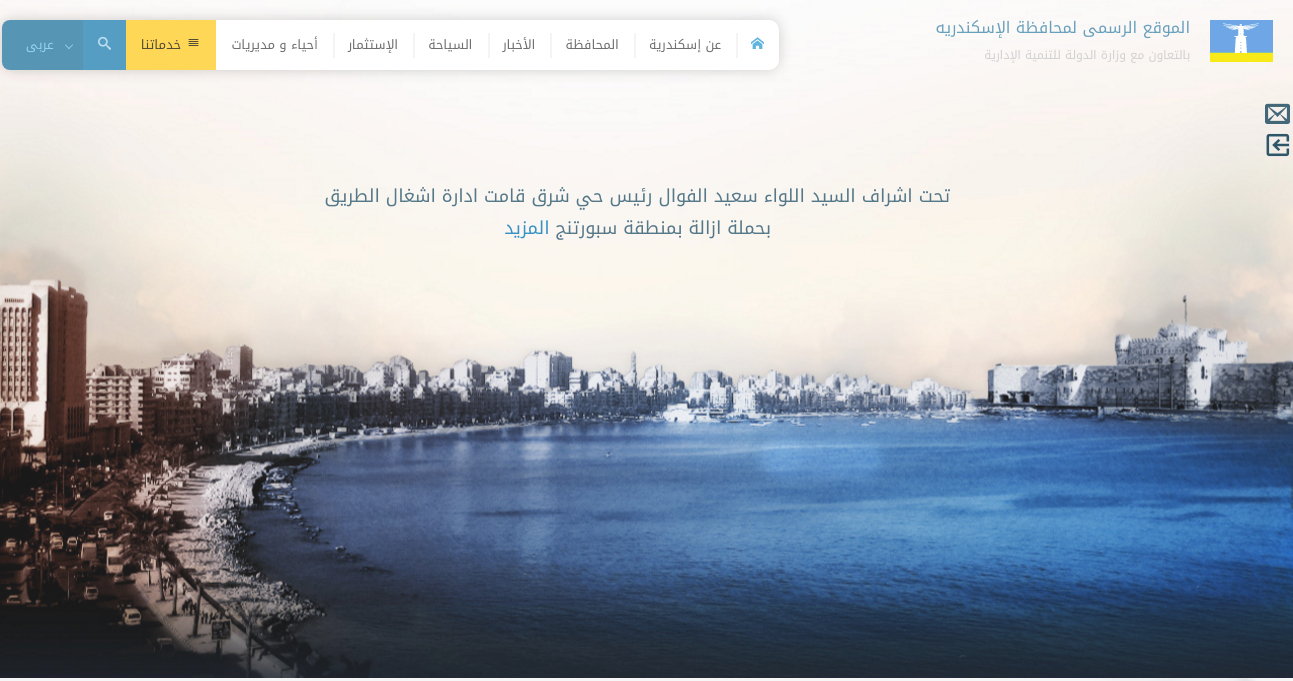 الموقع الرسمى لمحافظة الإسكندريه
بالتعاون مع وزارة الدولة للتنمية الإدارية
عن إسكندرية
المحافظة
الأخبار
السياحة
الإستثمار
أحياء و مديريات
خدماتنا
عربى
تحت اشراف السيد اللواء سعيد الفوال رئيس حي شرق قامت ادارة اشغال الطريق
بحملة ازالة بمنطقة سبورتنج المزيد